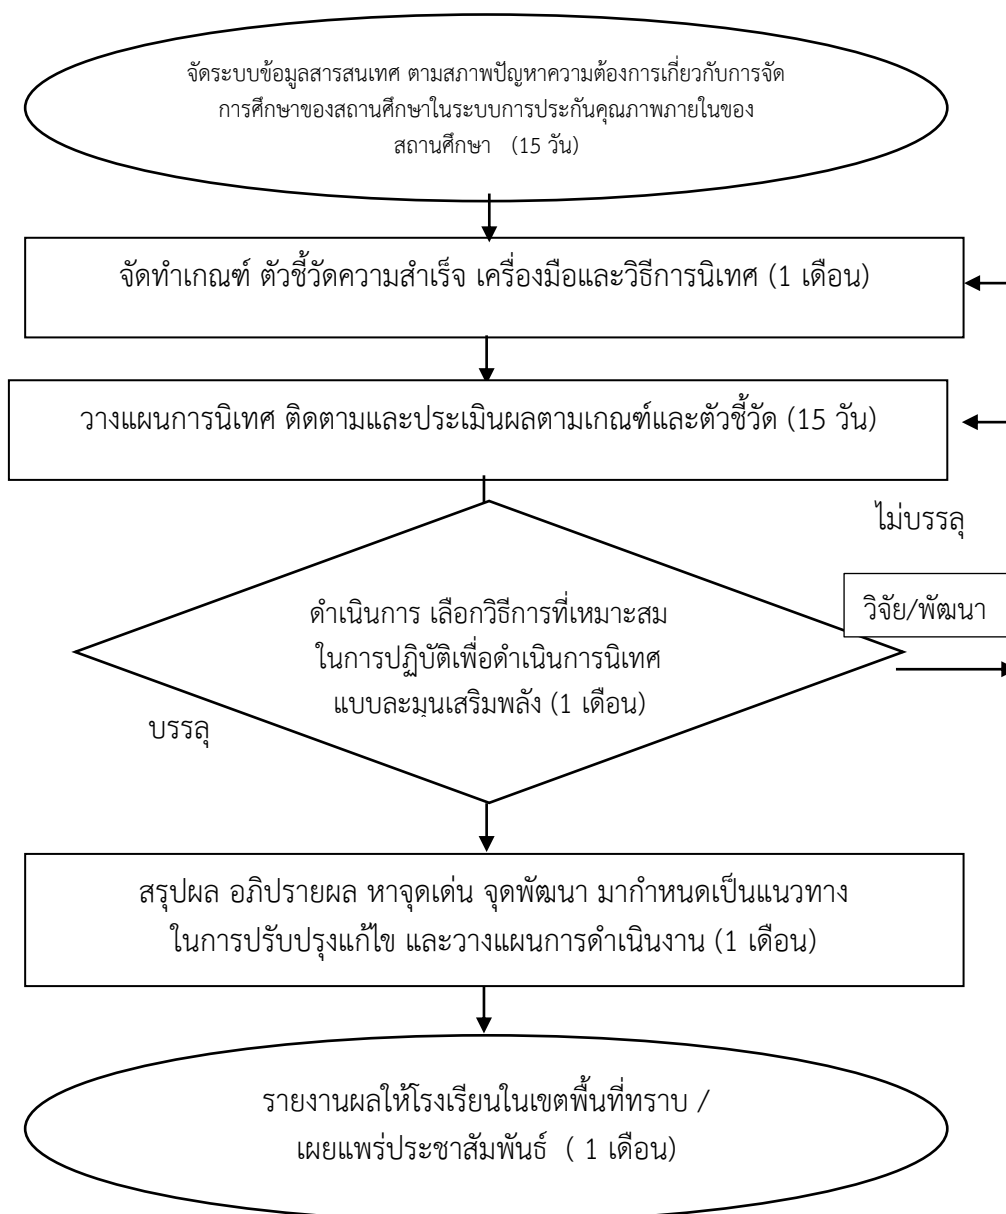 จัดระบบข้อมูลสารสนเทศ ตามสภาพปัญหาความต้องการเกี่ยวกับการจัด
การศึกษาของสถานศึกษาในระบบการประกันคุณภาพภายในของ
สถานศึกษา (15 วัน)
จัดทำเกณฑ์ ตัวชี้วัดความสำเร็จ เครื่องมือและวิธีการนิเทศ (1 เดือน)
วางแผนการนิเทศ ติดตามและประเมินผลตามเกณฑ์และตัวชี้วัด (15 วัน)
ไม่บรรลุ
วิจัย/พัฒนา
ดำเนินการ เลือกวิธีการที่เหมาะสม
ในการปฏิบัติเพื่อดำเนินการนิเทศ
แบบละมุนเสริมพลัง (1 เดือน)
บรรลุ
สรุปผล อภิปรายผล หาจุดเด่น จุดพัฒนา มากำหนดเป็นแนวทาง
ในการปรับปรุงแก้ไข และวางแผนการดำเนินงาน (1 เดือน)
รายงานผลให้โรงเรียนในเขตพื้นที่ทราบ /
เผยแพร่ประชาสัมพันธ์ ( 1 เดือน)